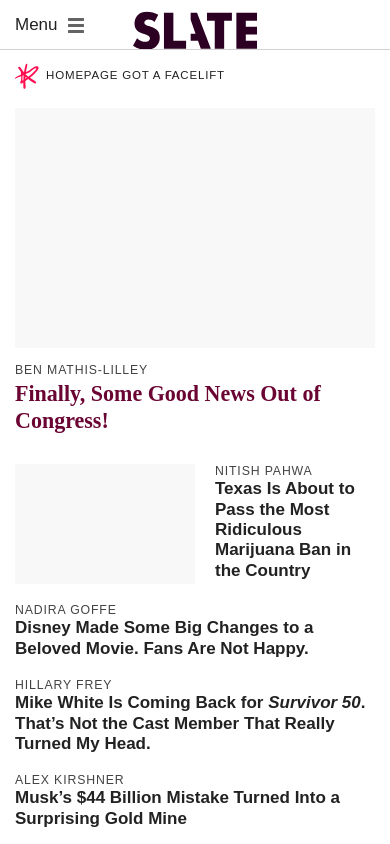 Menu
SLATE
HOMEPAGE GOT A FACELIFT
BEN MATHIS-LILLEY
Finally, Some Good News Out of
Congress!
NITISH PAHWA
Texas Is About to
Pass the Most
Ridiculous
Marijuana Ban in
the Country
NADIRA GOFFE
Disney Made Some Big Changes to a
Beloved Movie. Fans Are Not Happy.
HILLARY FREY
Mike White Is Coming Back for Survivor 50.
That’s Not the Cast Member That Really
Turned My Head.
ALEX KIRSHNER
Musk’s $44 Billion Mistake Turned Into a
Surprising Gold Mine